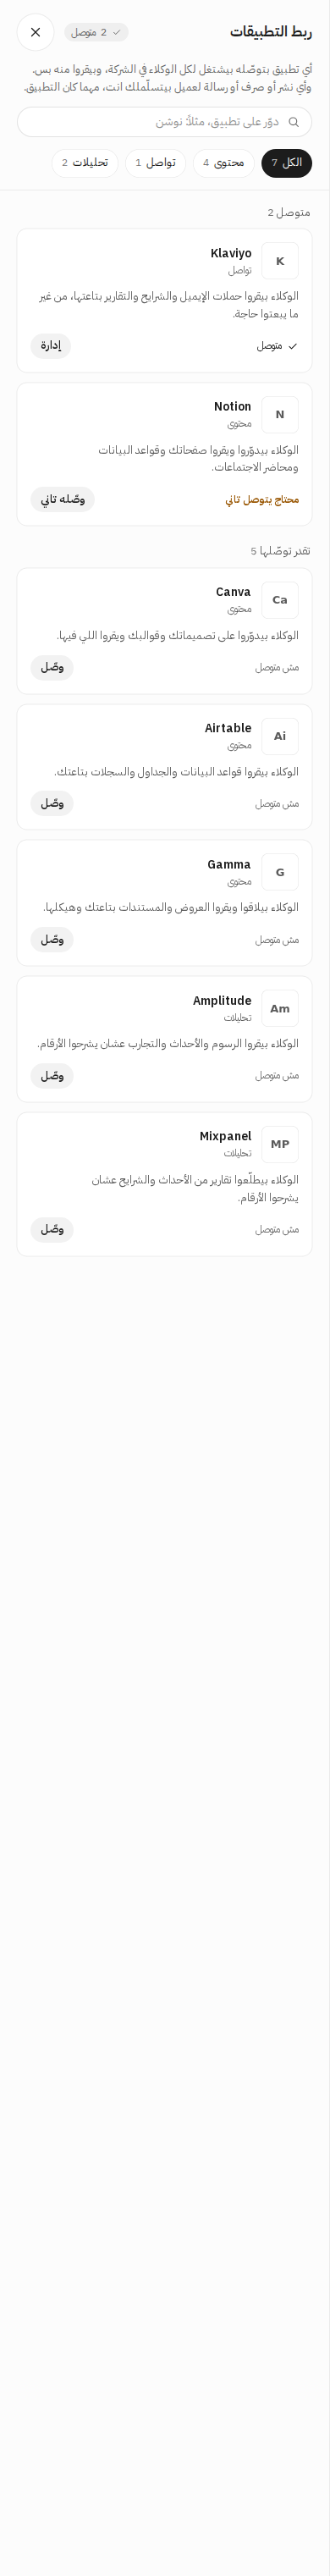 ربط التطبيقات
2 متوصل
أي تطبيق بتوصّله بيشتغل لكل الوكلاء في الشركة، وبيقروا منه بس.
وأي نشر أو صرف أو رسالة لعميل بيتسلّملك انت، مهما كان التطبيق.
دوّر على تطبيق، مثلاً: نوشن
الكل 7
محتوى 4
تواصل 1
تحليلات 2
متوصل 2
K
Klaviyo
تواصل
الوكلاء بيقروا حملات الإيميل والشرايح والتقارير بتاعتها، من غير
ما يبعتوا حاجة.
متوصل
إدارة
N
Notion
محتوى
الوكلاء بيدوّروا ويقروا صفحاتك وقواعد البيانات
ومحاضر الاجتماعات.
محتاج يتوصل تاني
وصّله تاني
تقدر توصّلها 5
Ca
Canva
محتوى
الوكلاء بيدوّروا على تصميماتك وقوالبك ويقروا اللي فيها.
مش متوصل
وصّل
Ai
Airtable
محتوى
الوكلاء بيقروا قواعد البيانات والجداول والسجلات بتاعتك.
مش متوصل
وصّل
G
Gamma
محتوى
الوكلاء بيلاقوا ويقروا العروض والمستندات بتاعتك وهيكلها.
مش متوصل
وصّل
Am
Amplitude
تحليلات
الوكلاء بيقروا الرسوم والأحداث والتجارب عشان يشرحوا الأرقام.
مش متوصل
وصّل
MP
Mixpanel
تحليلات
الوكلاء بيطلّعوا تقارير من الأحداث والشرايح عشان
يشرحوا الأرقام.
مش متوصل
وصّل